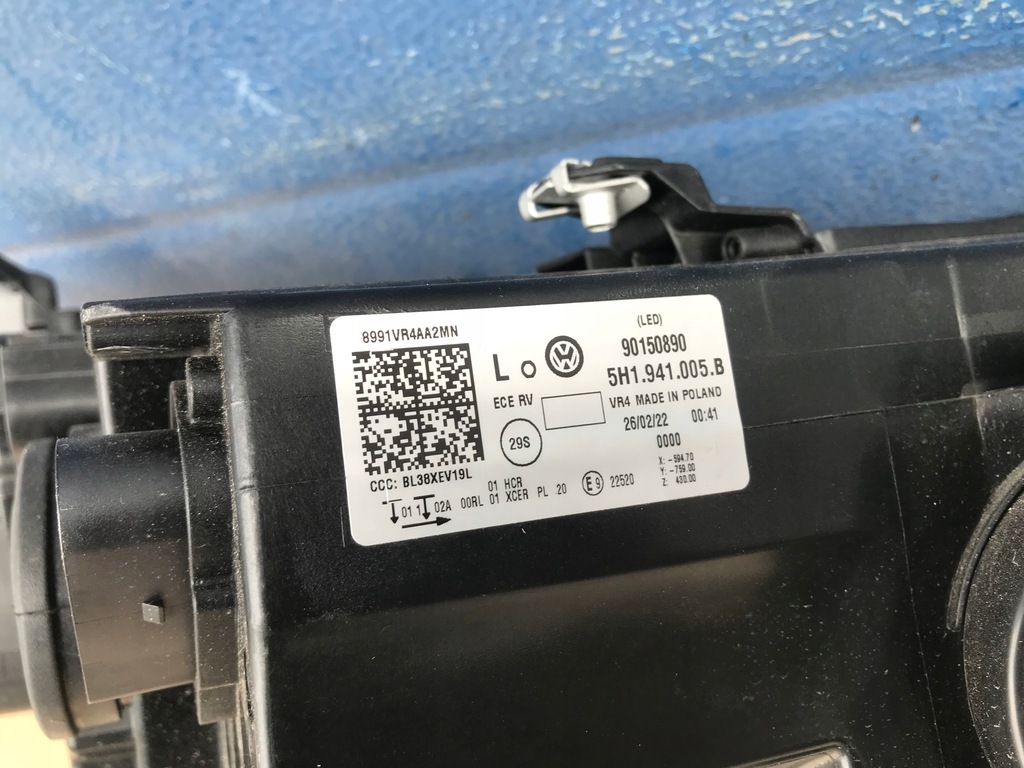 8991VR4AA2MN
CCC: BL38XEV19L
L
ECE RV
29S
(LED)
90150890
5H1.941.005.B
VR4 MADE IN POLAND
26/02/22 00:41
0000
X: -594.70
Y: -759.00
Z: 430.00
01 HCR
01 1 02A 00RL 01 XCER PL 20 E9 22520